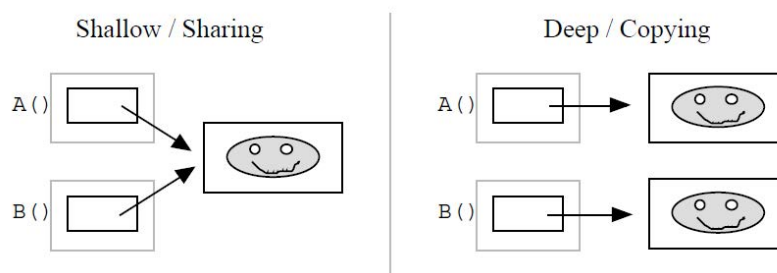 Shallow / Sharing
A()
B()
Deep / Copying
A()
B()